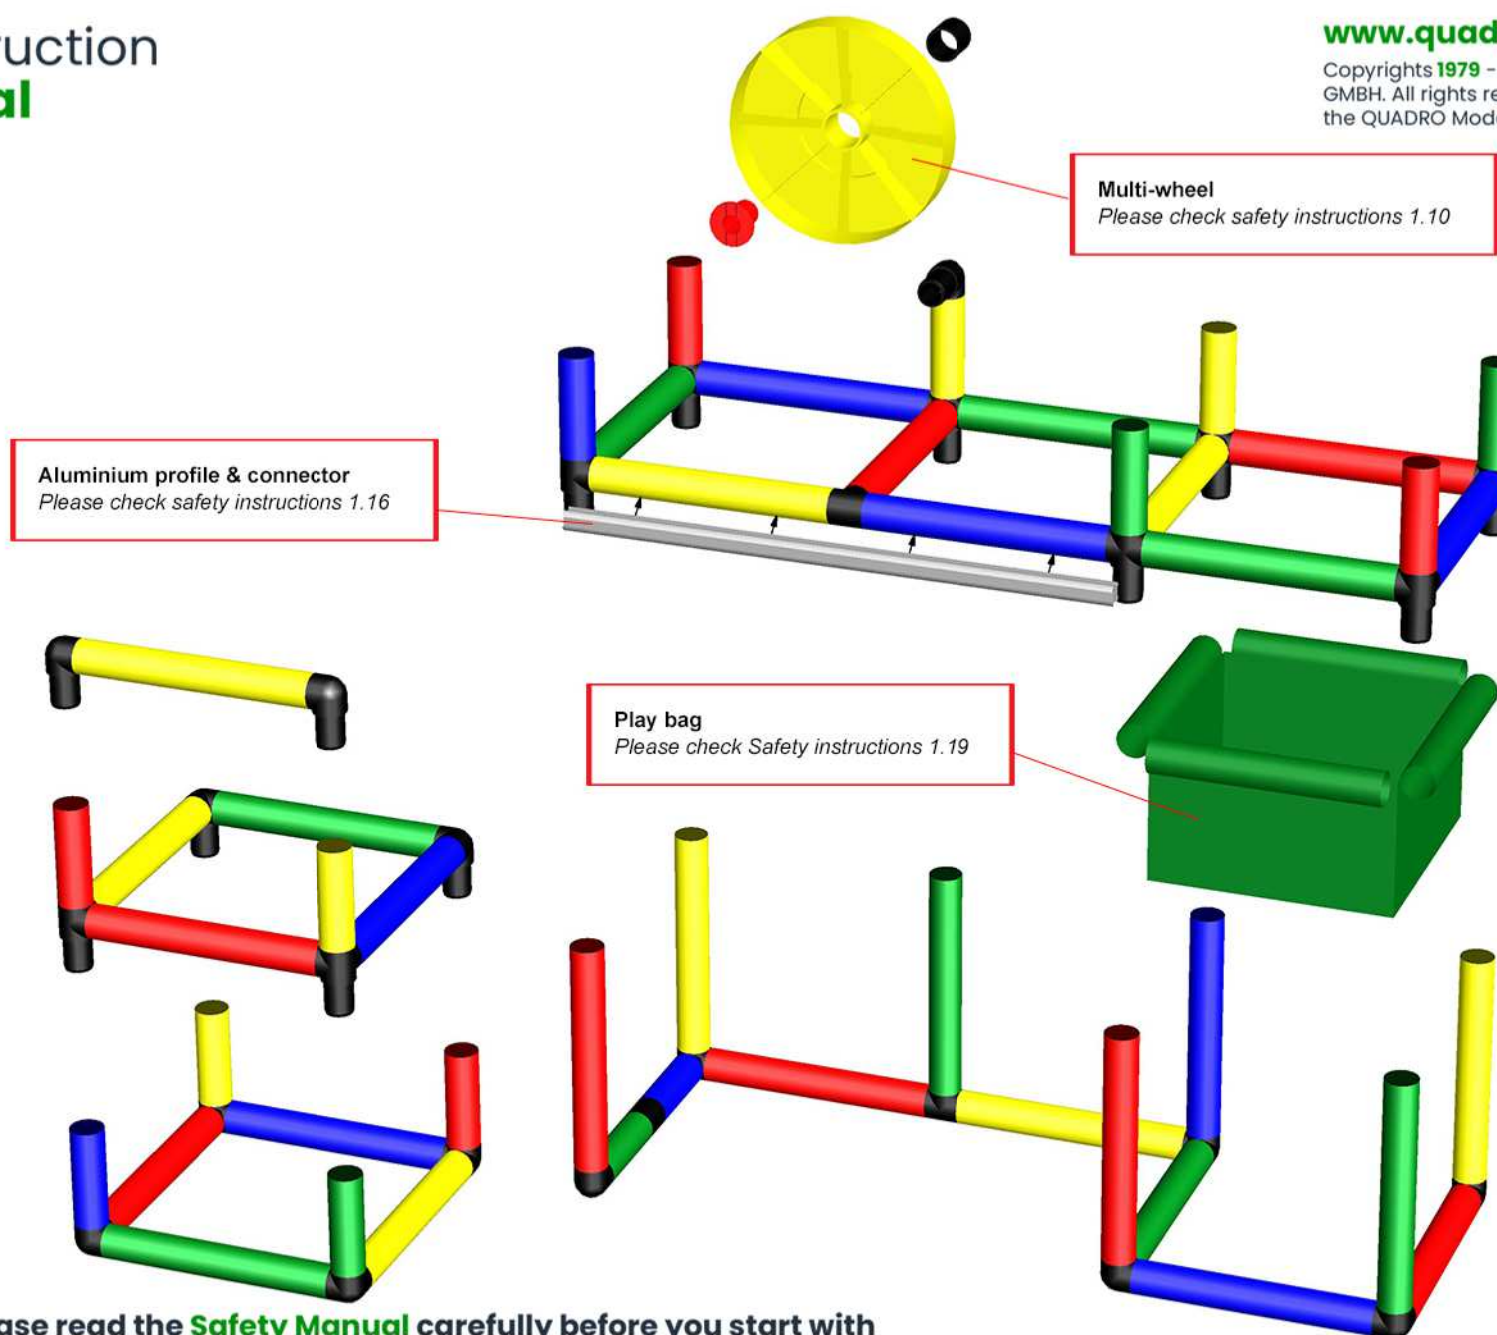 uction
al
www.quad
Copyrights 1979 -
GMBH. All rights re
the QUADRO Mod
Multi-wheel
Please check safety instructions 1.10
Aluminium profile & connector
Please check safety instructions 1.16
Play bag
Please check Safety instructions 1.19
ase read the Safety Manual carefully before you start with